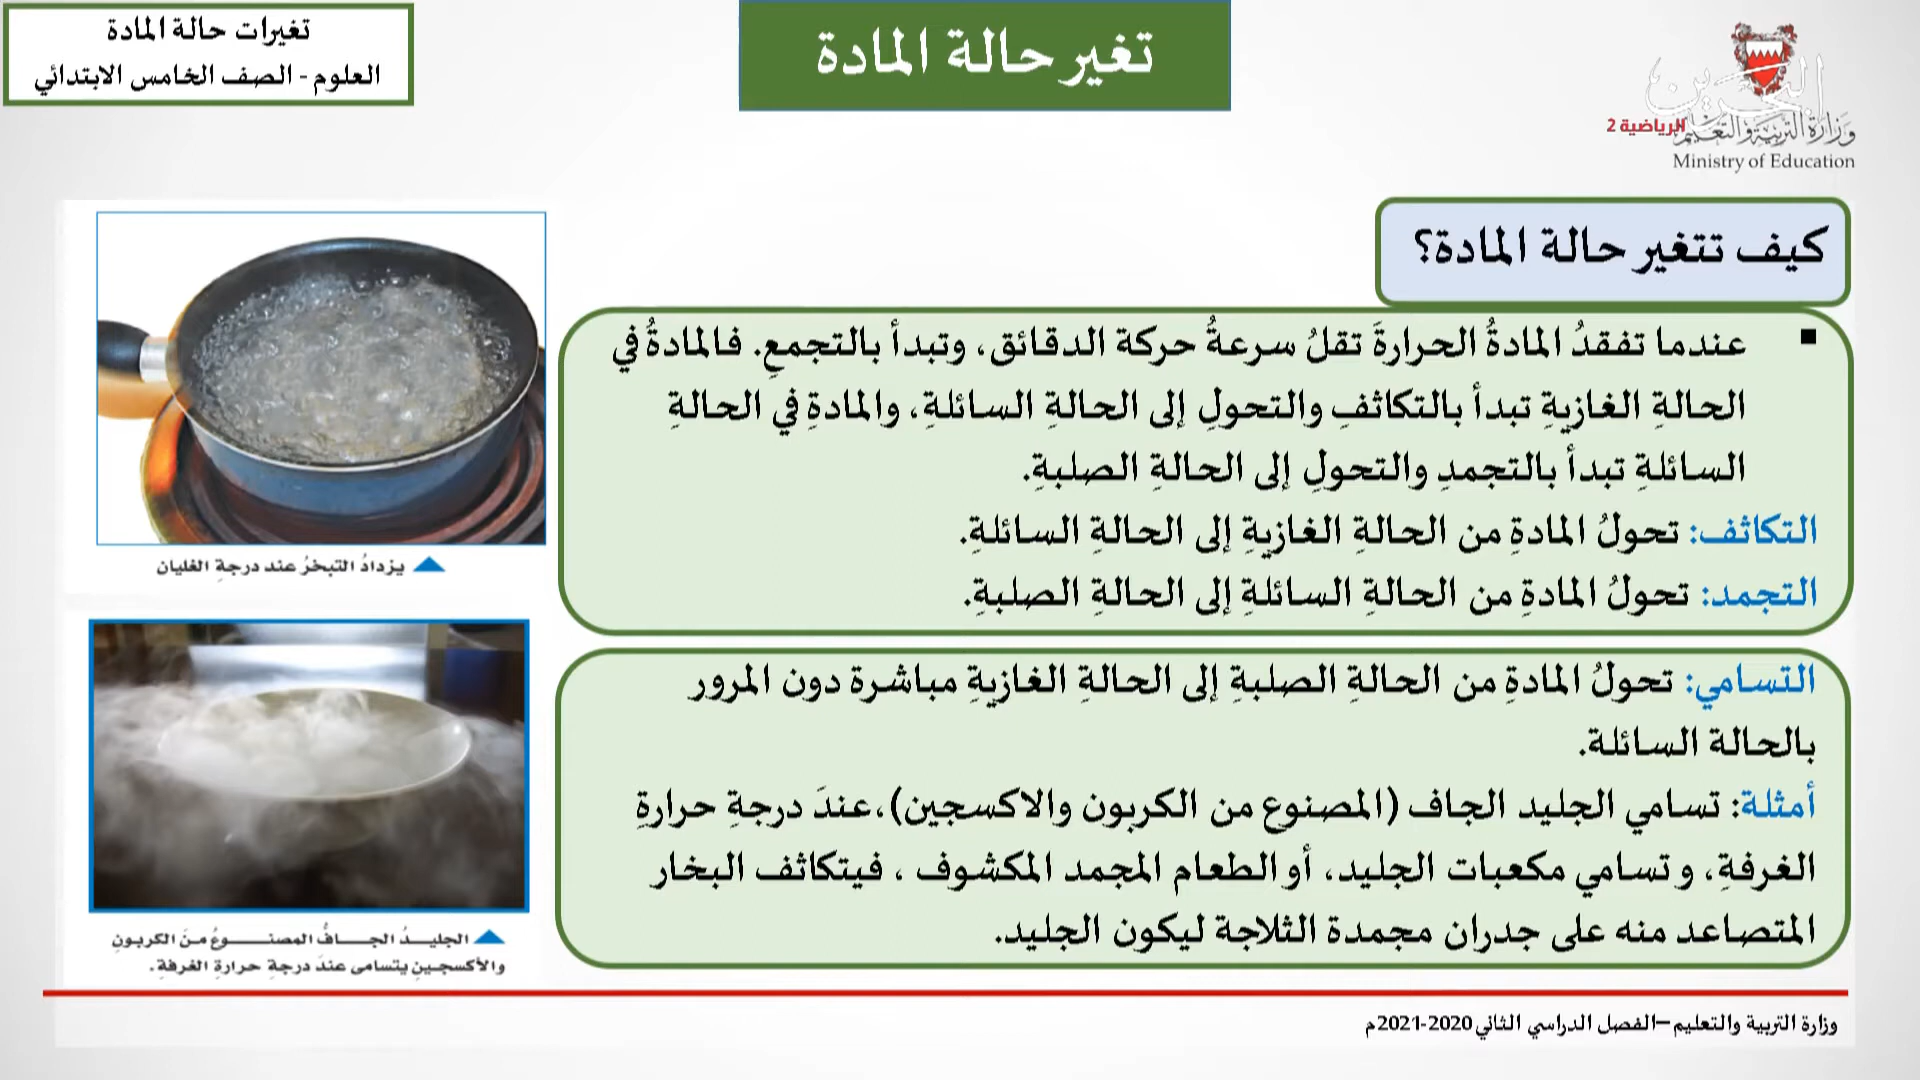 تغيرات حالة المادة
العلوم - الصف الخامس الابتدائي
تغير حالة المادة
البحرين
الرياضية 2
وزارة التربية والتعليم
Ministry of Education
كيف تتغير حالة المادة؟
▪ عندما تفقدُ المادةُ الحرارةَ تقلُ سرعةُ حركة الدقائق، وتبدأ بالتجمعِ. فالمادةُ في
الحالةِ الغازيةِ تبدأ بالتكاثفِ والتحولِ إلى الحالةِ السائلةِ، والمادةِ في الحالةِ
السائلةِ تبدأ بالتجمدِ والتحولِ إلى الحالةِ الصلبةِ.
التكاثف: تحولُ المادةِ من الحالةِ الغازيةِ إلى الحالةِ السائلةِ.
التجمد: تحولُ المادةِ من الحالةِ السائلةِ إلى الحالةِ الصلبةِ.
التسامي: تحولُ المادةِ من الحالةِ الصلبةِ إلى الحالةِ الغازيةِ مباشرة دون المرور
بالحالة السائلة.
أمثلة: تسامي الجليد الجاف (المصنوع من الكربون والاكسجين)،عندَ درجةِ حرارةِ
الغرفةِ، وتسامي مكعبات الجليد، أو الطعام المجمد المكشوف ، فيتكاثف البخار
المتصاعد منه على جدران مجمدة الثلاجة ليكون الجليد.
يزدادُ التبخرُ عند درجةِ الغليان
الجليدُ الجافُّ المصنوعُ منَ الكربونِ
والأكسجينِ يتسامى عندَ درجةِ حرارةِ الغرفةِ.
وزارة التربية والتعليم –الفصل الدراسي الثاني 2020-2021م